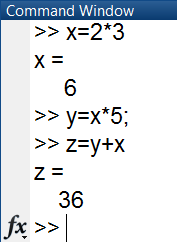 Command Window
>> x=2*3
x =
6
>> y=x*5;
>> z=y+x
z =
36
fx >>